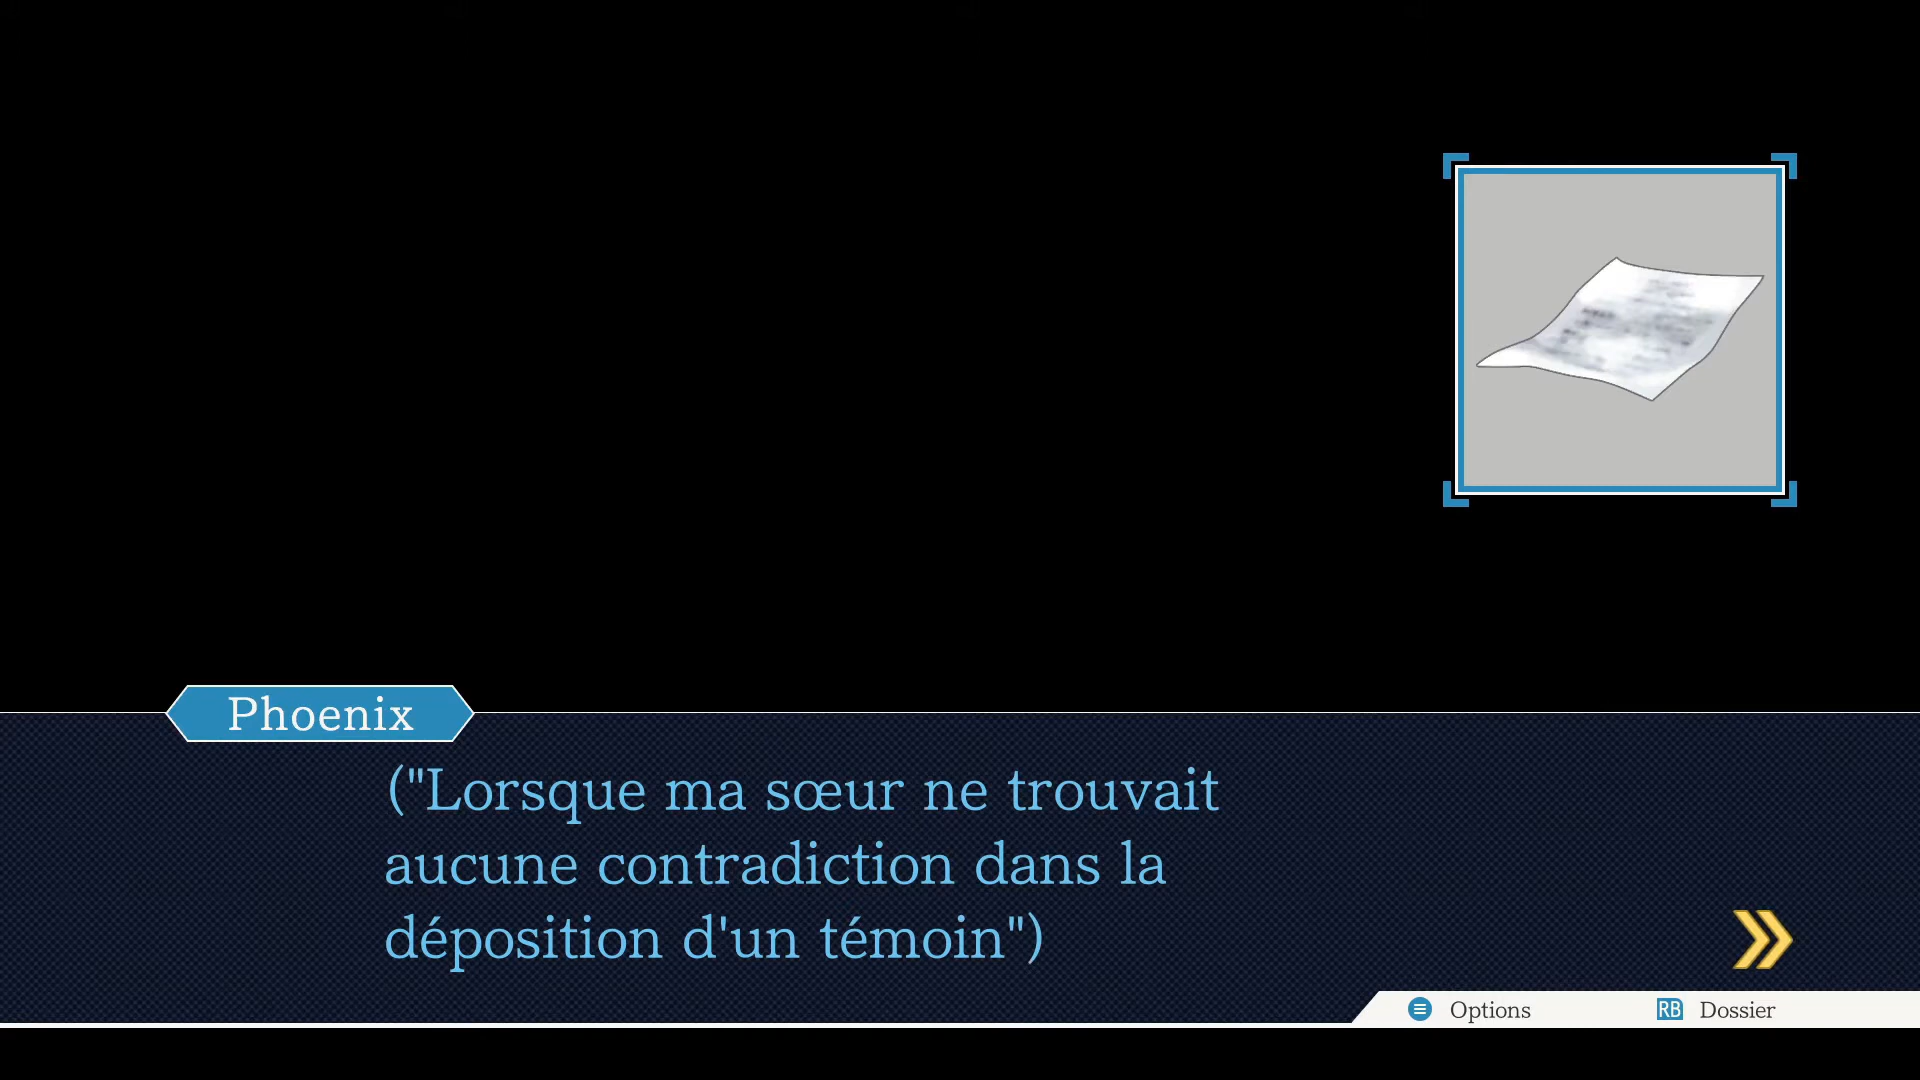 Phoenix
("Lorsque ma sœur ne trouvait
aucune contradiction dans la
déposition d'un témoin")
Options
RB Dossier